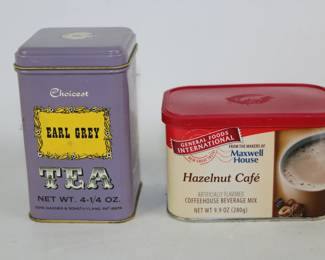 Choicest
EARL GREY
TEA
NET WT. 4-1/4 OZ.
GENERAL FOODS
INTERNATIONAL
FROM THE MAKERS OF
Maxwell
House
Hazelnut Café
ARTIFICIALLY FLAVORED
COFFEEHOUSE BEVERAGE MIX
NET WT 9.9 OZ (280g)